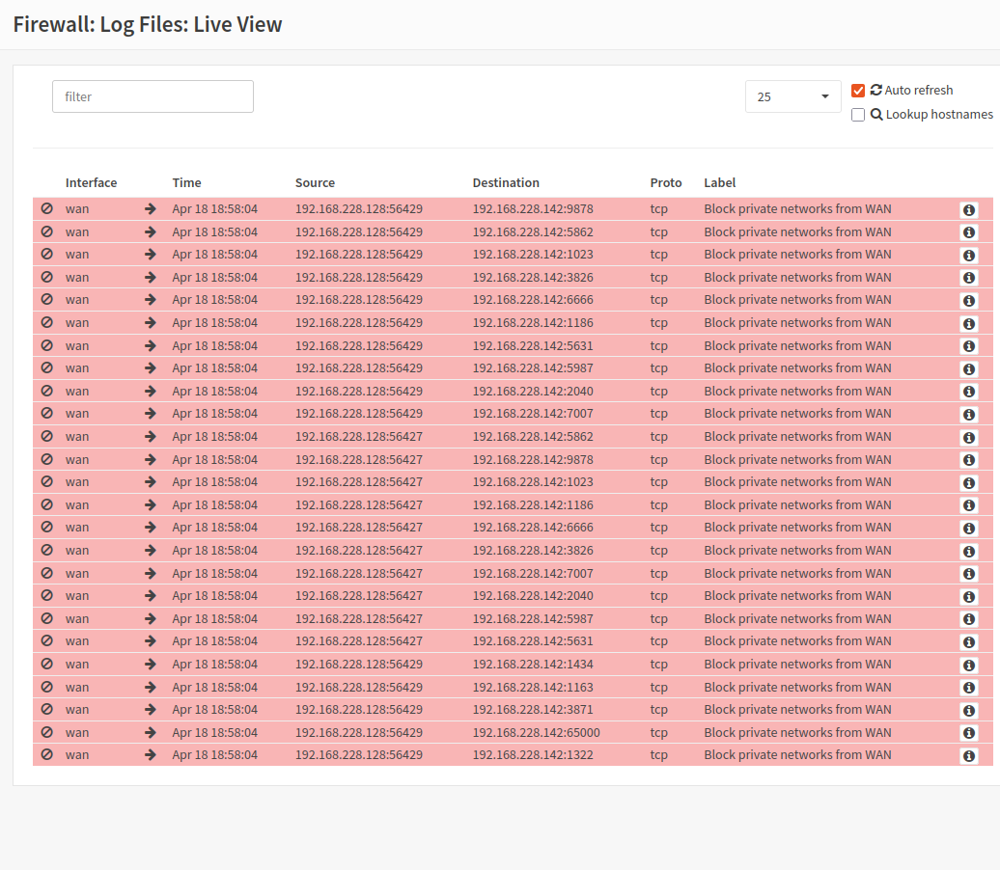 Firewall: Log Files: Live View
filter 25 Auto refresh
Lookup hostnames
Interface Time Source Destination Proto Label
wan Apr 18 18:58:04 192.168.228.128:56429 192.168.228.142:9878 tcp Block private networks from WAN
wan Apr 18 18:58:04 192.168.228.128:56429 192.168.228.142:5862 tcp Block private networks from WAN
wan Apr 18 18:58:04 192.168.228.128:56429 192.168.228.142:1023 tcp Block private networks from WAN
wan Apr 18 18:58:04 192.168.228.128:56429 192.168.228.142:3826 tcp Block private networks from WAN
wan Apr 18 18:58:04 192.168.228.128:56429 192.168.228.142:6666 tcp Block private networks from WAN
wan Apr 18 18:58:04 192.168.228.128:56429 192.168.228.142:1186 tcp Block private networks from WAN
wan Apr 18 18:58:04 192.168.228.128:56429 192.168.228.142:5631 tcp Block private networks from WAN
wan Apr 18 18:58:04 192.168.228.128:56429 192.168.228.142:5987 tcp Block private networks from WAN
wan Apr 18 18:58:04 192.168.228.128:56429 192.168.228.142:2040 tcp Block private networks from WAN
wan Apr 18 18:58:04 192.168.228.128:56429 192.168.228.142:7007 tcp Block private networks from WAN
wan Apr 18 18:58:04 192.168.228.128:56427 192.168.228.142:5862 tcp Block private networks from WAN
wan Apr 18 18:58:04 192.168.228.128:56427 192.168.228.142:9878 tcp Block private networks from WAN
wan Apr 18 18:58:04 192.168.228.128:56427 192.168.228.142:1023 tcp Block private networks from WAN
wan Apr 18 18:58:04 192.168.228.128:56427 192.168.228.142:1186 tcp Block private networks from WAN
wan Apr 18 18:58:04 192.168.228.128:56427 192.168.228.142:6666 tcp Block private networks from WAN
wan Apr 18 18:58:04 192.168.228.128:56427 192.168.228.142:3826 tcp Block private networks from WAN
wan Apr 18 18:58:04 192.168.228.128:56427 192.168.228.142:7007 tcp Block private networks from WAN
wan Apr 18 18:58:04 192.168.228.128:56427 192.168.228.142:2040 tcp Block private networks from WAN
wan Apr 18 18:58:04 192.168.228.128:56427 192.168.228.142:5987 tcp Block private networks from WAN
wan Apr 18 18:58:04 192.168.228.128:56427 192.168.228.142:5631 tcp Block private networks from WAN
wan Apr 18 18:58:04 192.168.228.128:56429 192.168.228.142:1434 tcp Block private networks from WAN
wan Apr 18 18:58:04 192.168.228.128:56429 192.168.228.142:1163 tcp Block private networks from WAN
wan Apr 18 18:58:04 192.168.228.128:56429 192.168.228.142:3871 tcp Block private networks from WAN
wan Apr 18 18:58:04 192.168.228.128:56429 192.168.228.142:65000 tcp Block private networks from WAN
wan Apr 18 18:58:04 192.168.228.128:56429 192.168.228.142:1322 tcp Block private networks from WAN